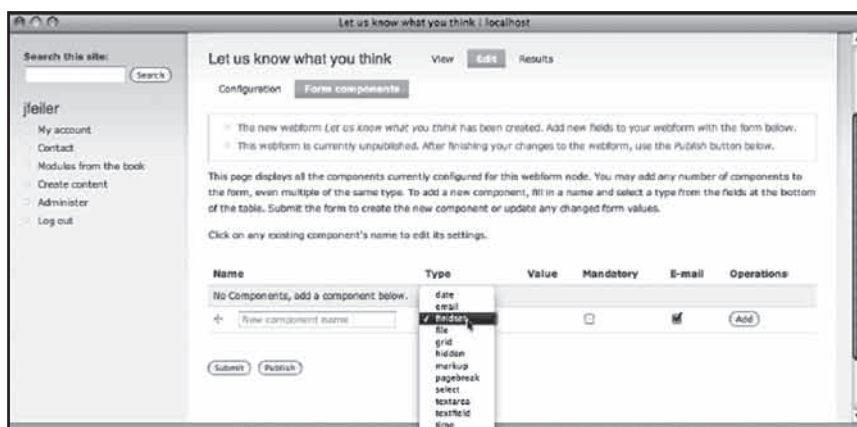 Let us know what you think | localhost
Search this site:
Search
jfeiler
My account
Contact
Modules from the book
Create content
Administer
Log out
Let us know what you think
View
Edit
Results
Configuration
Form components
The new webform Let us know what you think has been created. Add new fields to your webform with the form below.
This webform is currently unpublished. After finishing your changes to the webform, use the Publish button below.
This page displays all the components currently configured for this webform node. You may add any number of components to
the form, even multiple of the same type. To add a new component, fill in a name and select a type from the fields at the bottom
of the table. Submit the form to create the new component or update any changed form values.
Click on any existing component's name to edit its settings.
Name Type Value Mandatory E-mail Operations
No Components, add a component below.
New component name
Add
date
email
fieldset
file
grid
hidden
markup
pagebreak
select
textarea
textfield
time
Submit
Publish